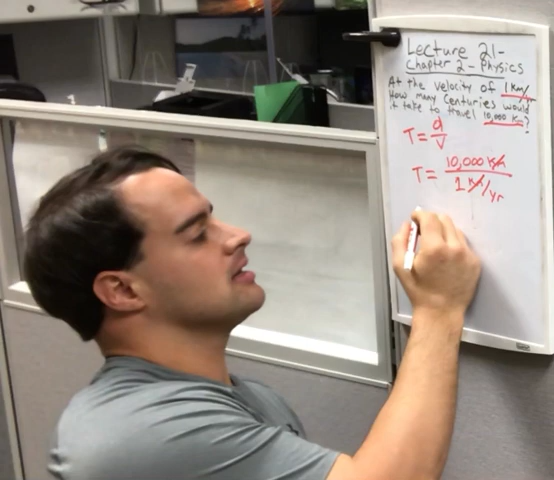 Lecture 21-
Chapter 2 - Physics
At the velocity of 1 Km/
How many Centuries would
it take to travel 10,000 Km?
T = d/V
T = 10,000 Km / 1 Km/yr